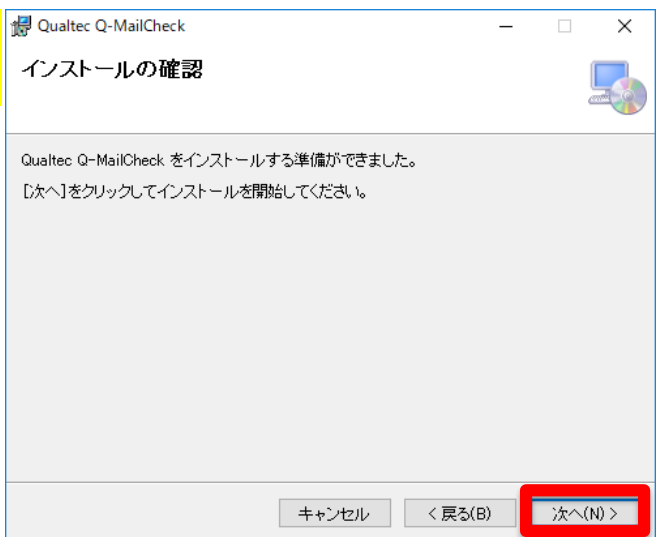 Qualtec Q-MailCheck
インストールの確認
Qualtec Q-MailCheck をインストールする準備ができました。
[次へ]をクリックしてインストールを開始してください。
キャンセル
< 戻る(B)
次へ(N) >